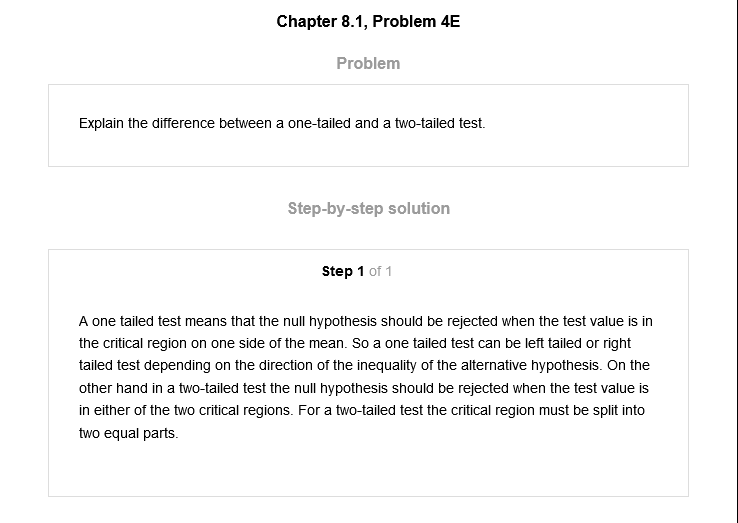 Chapter 8.1, Problem 4E
Problem
Explain the difference between a one-tailed and a two-tailed test.
Step-by-step solution
Step 1 of 1
A one tailed test means that the null hypothesis should be rejected when the test value is in
the critical region on one side of the mean. So a one tailed test can be left tailed or right
tailed test depending on the direction of the inequality of the alternative hypothesis. On the
other hand in a two-tailed test the null hypothesis should be rejected when the test value is
in either of the two critical regions. For a two-tailed test the critical region must be split into
two equal parts.